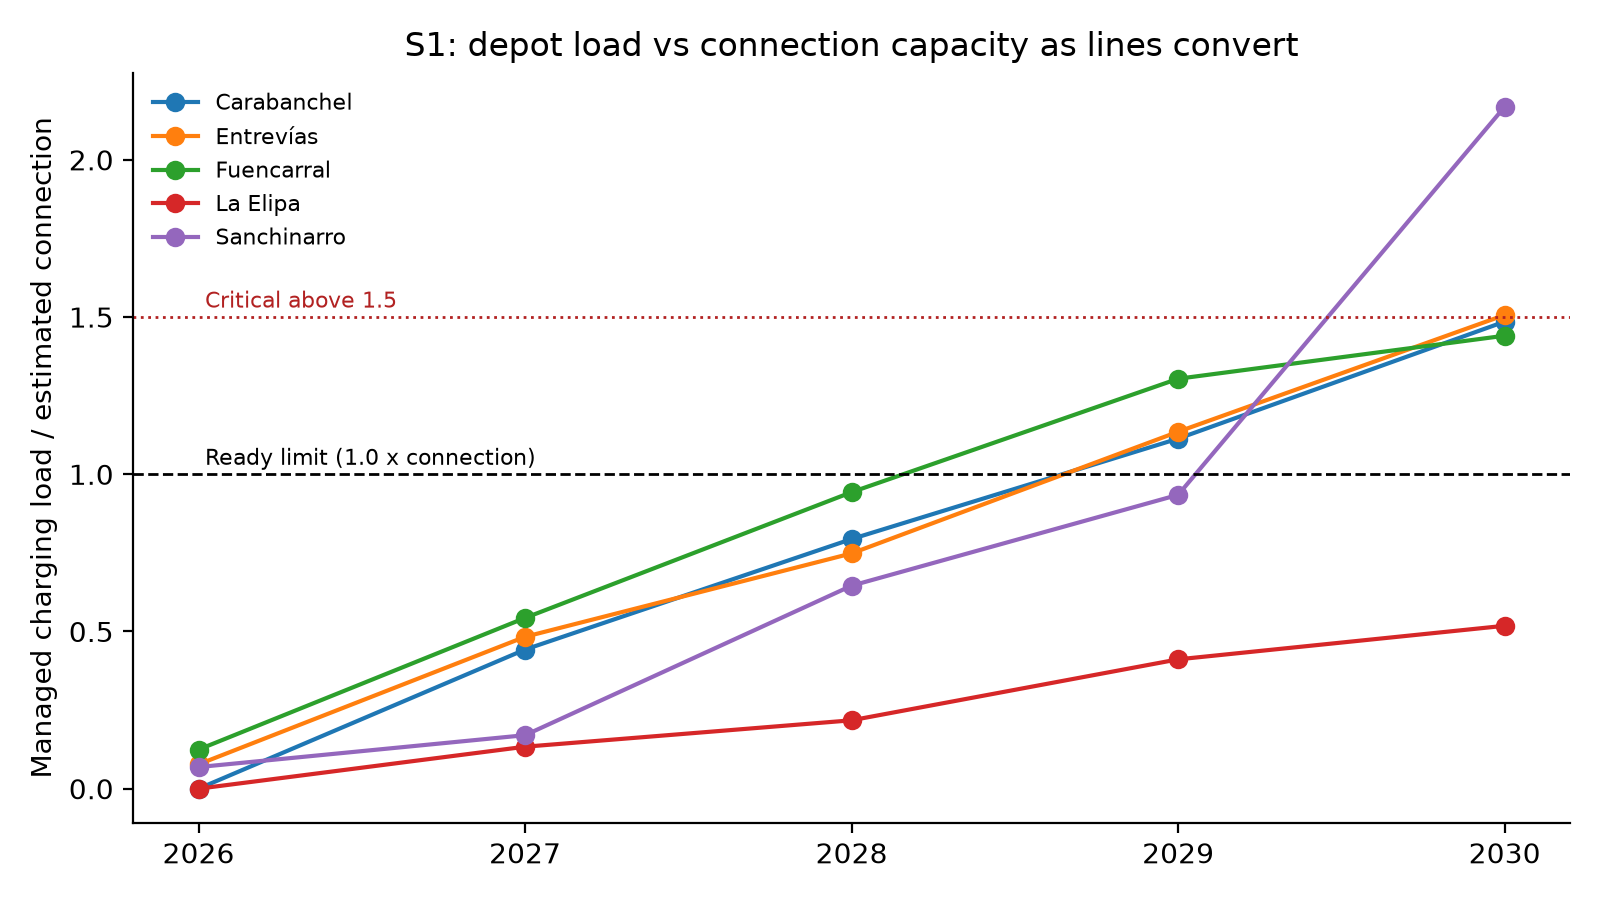 S1: depot load vs connection capacity as lines convert
Managed charging load / estimated connection
Carabanchel
Entrevías
Fuencarral
La Elipa
Sanchinarro
2.0
Critical above 1.5
1.5
Ready limit (1.0 x connection)
1.0
0.5
0.0
2026 2027 2028 2029 2030